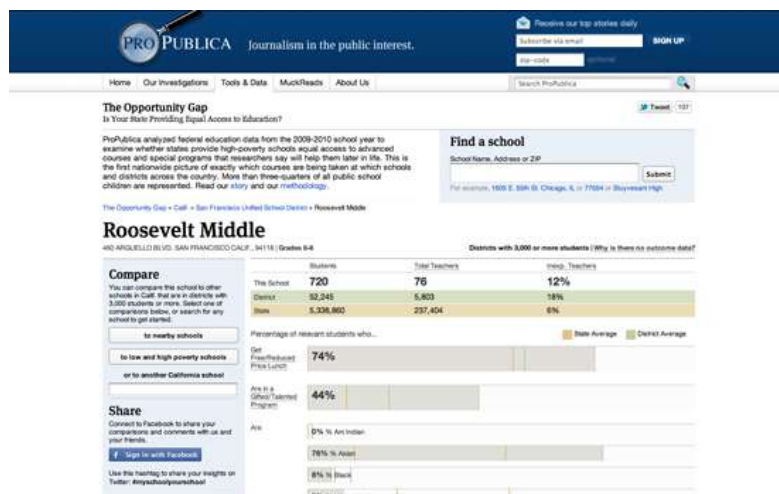 PRO PUBLICA Journalism in the public interest.
Receive our top stories daily
Subscribe via email
SIGN UP
zip-code optional
Home Our Investigations Tools & Data MuckReads About Us
Search ProPublica
The Opportunity Gap
Is Your State Providing Equal Access to Education?
Tweet 107
ProPublica analyzed federal education data from the 2009-2010 school year to
examine whether states provide high-poverty schools equal access to advanced
courses and special programs that researchers say will help them later in life. This is
the first nationwide picture of exactly which courses are being taken at which schools
and districts across the country. More than three-quarters of all public school
children are represented. Read our story and our methodology.
Find a school
School Name, Address or ZIP
Submit
For example, 1605 E. 55th St. Chicago, IL or 77084 or Stuyvesant High
The Opportunity Gap » Calif. » San Francisco Unified School District » Roosevelt Middle
Roosevelt Middle
460 ARGUELLO BLVD. SAN FRANCISCO CALIF., 94118 | Grades 6-8
Districts with 3,000 or more students | Why is there no outcome data?
Compare
You can compare this school to other
schools in Calif. that are in districts with
3,000 students or more. Select one of
comparisons below, or search for any
school to get started.
to nearby schools
to low and high poverty schools
or to another California school
Share
Connect to Facebook to share your
comparisons and comments with us and
your friends.
Sign in with Facebook
Use this hashtag to share your insights on
Twitter: #myschoolyourschool
Students Total Teachers Inexp. Teachers
This School 720 76 12%
District 52,245 5,803 18%
State 5,338,860 237,404 6%
Percentage of relevant students who...
State Average District Average
Get
Free/Reduced
Price Lunch
74%
Are in a
Gifted/Talented
Program
44%
Are
0% % Am Indian
76% % Asian
6% % Black